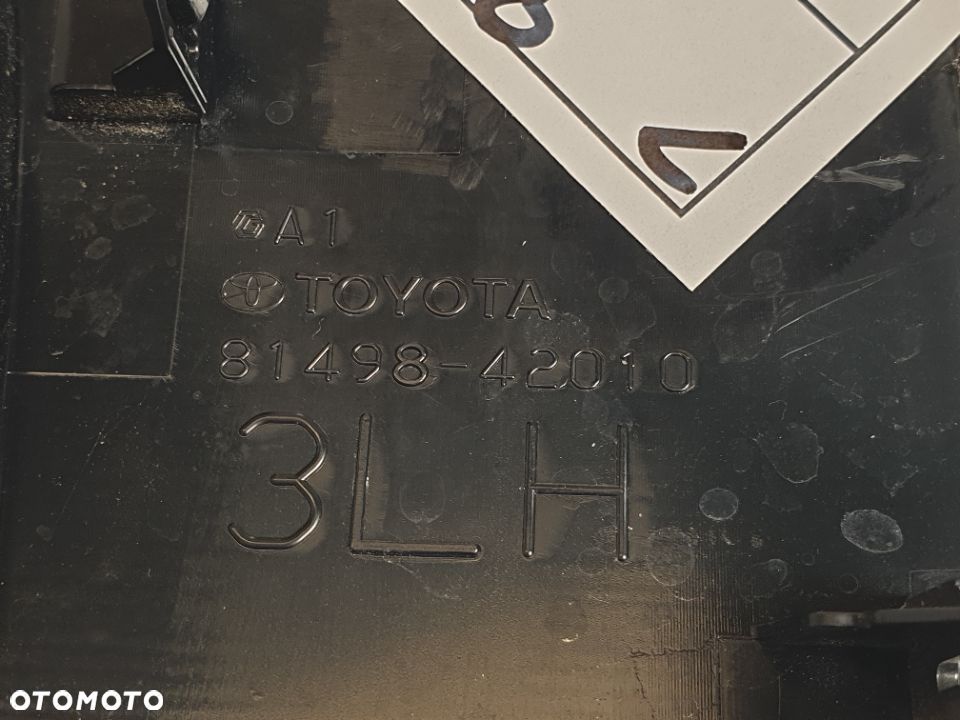 A1
TOYOTA
81498-42010
3LH
OTOMOTO